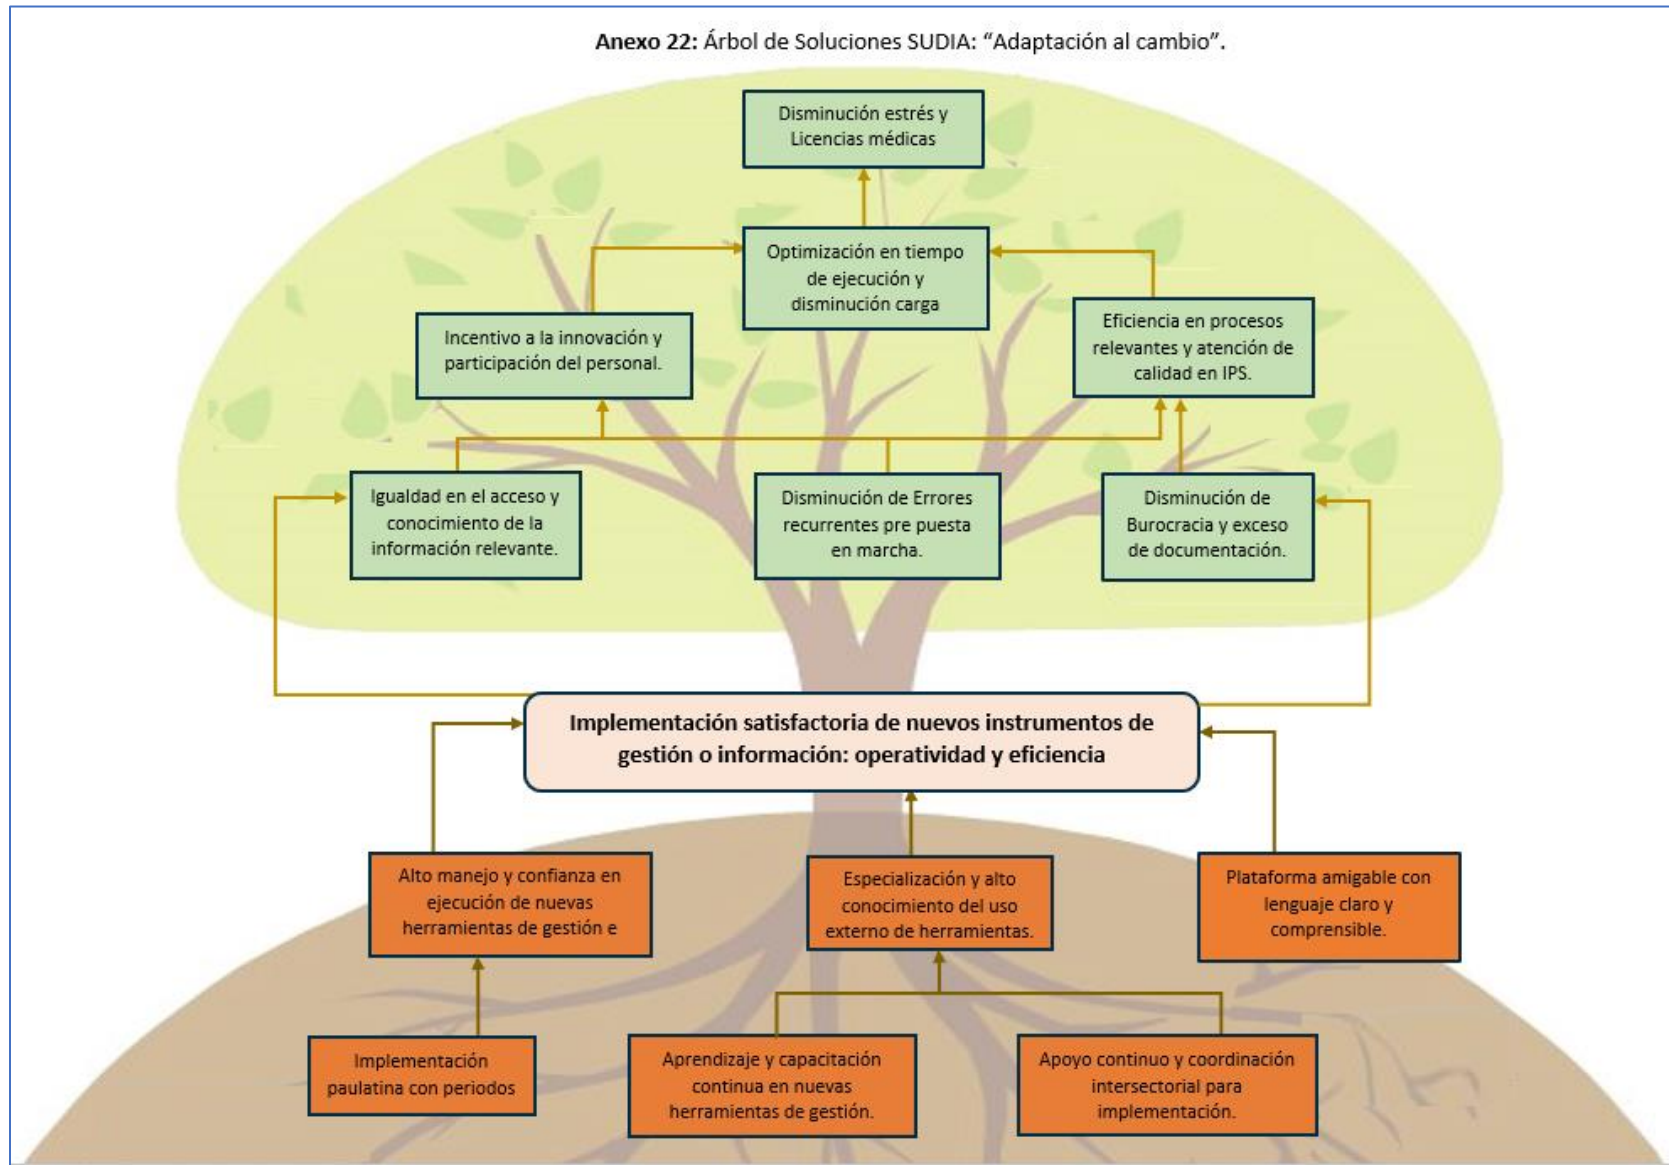 Anexo 22: Árbol de Soluciones SUDIA: “Adaptación al cambio”.
Disminución estrés y
Licencias médicas
Optimización en tiempo
de ejecución y
disminución carga
Incentivo a la innovación y
participación del personal.
Eficiencia en procesos
relevantes y atención de
calidad en IPS.
Igualdad en el acceso y
conocimiento de la
información relevante.
Disminución de Errores
recurrentes pre puesta
en marcha.
Disminución de
Burocracia y exceso
de documentación.
Implementación satisfactoria de nuevos instrumentos de
gestión o información: operatividad y eficiencia
Alto manejo y confianza en
ejecución de nuevas
herramientas de gestión e
Especialización y alto
conocimiento del uso
externo de herramientas.
Plataforma amigable con
lenguaje claro y
comprensible.
Implementación
paulatina con periodos
Aprendizaje y capacitación
continua en nuevas
herramientas de gestión.
Apoyo continuo y coordinación
intersectorial para
implementación.